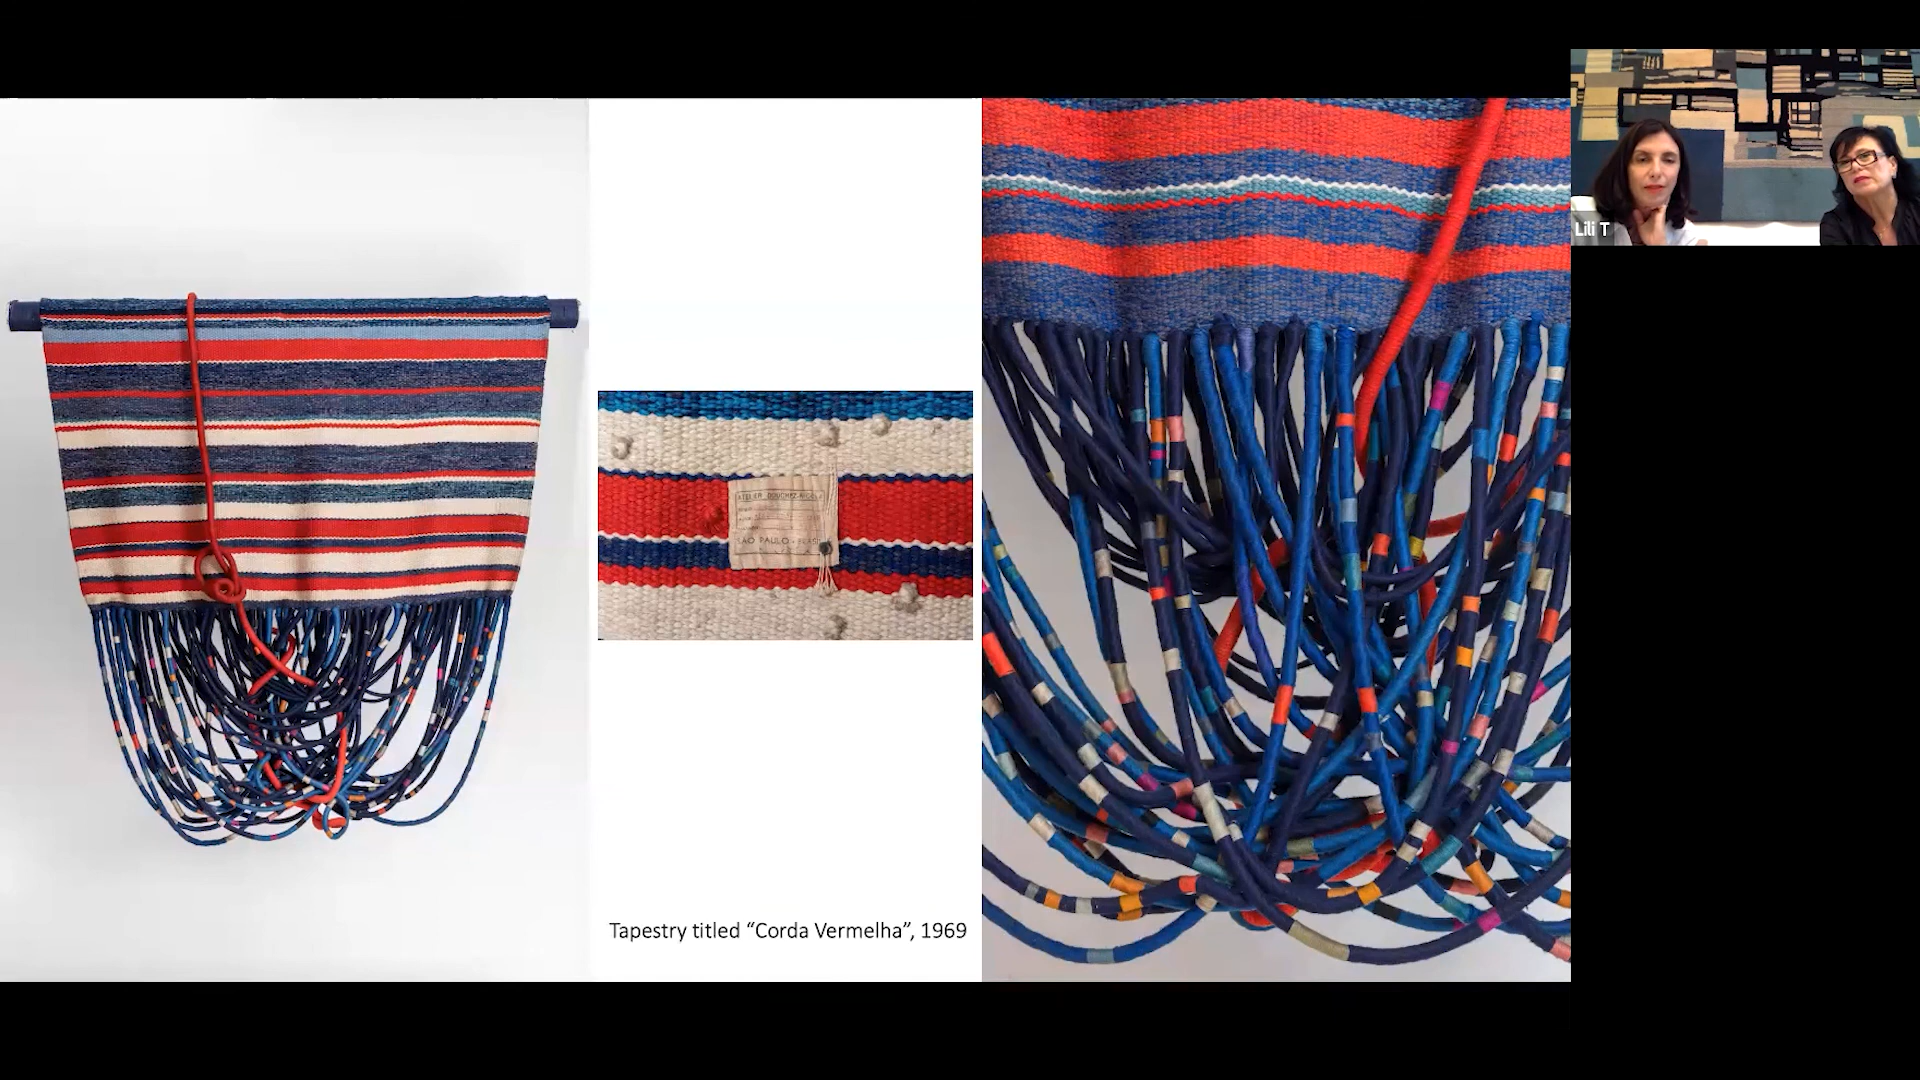 Lili T
ATELIER DOUCHEZ-NICOLA
SÃO PAULO - BRASIL
Tapestry titled “Corda Vermelha”, 1969